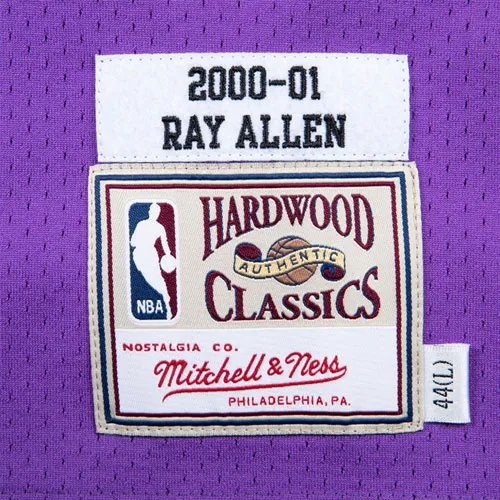 2000-01
RAY ALLEN
HARDWOOD
AUTHENTIC
CLASSICS
NBA
NOSTALGIA CO.
Mitchell & Ness
PHILADELPHIA, PA.
44(L)